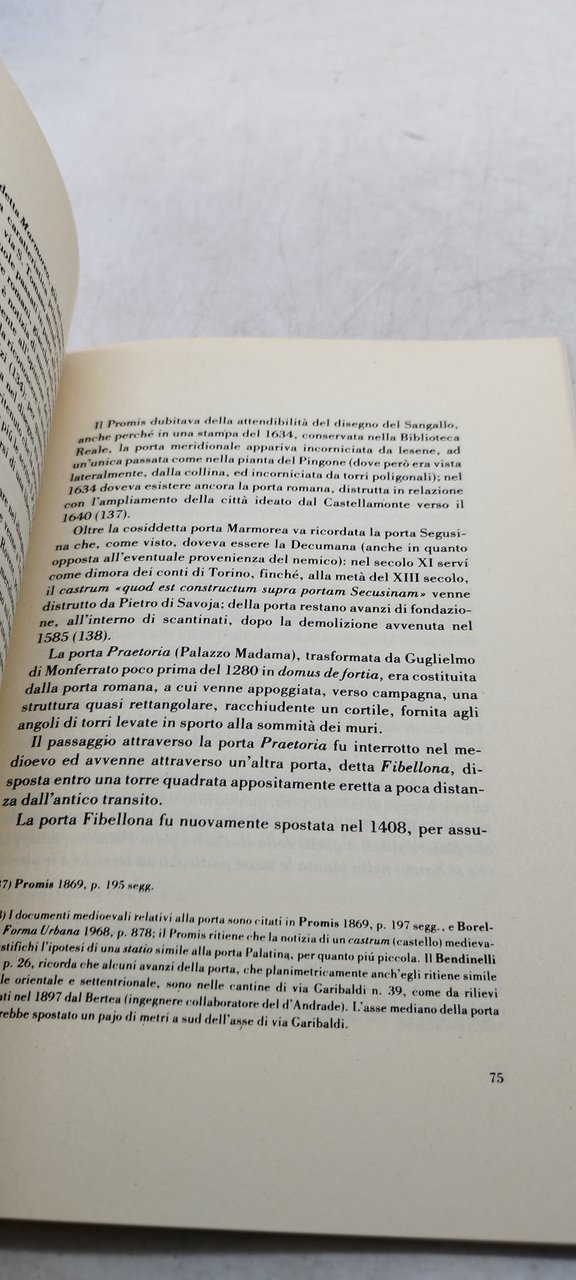 detta Marmorea,
Il Promis dubitava della attendibilità del disegno del Sangallo,
anche perché in una stampa del 1634, conservata nella Biblioteca
Reale, la porta meridionale appariva incorniciata da lesene, ad
un'unica passata come nella pianta del Pingone (dove però era vista
lateralmente, dalla collina, ed incorniciata da torri poligonali); nel
1634 doveva esistere ancora la porta romana, distrutta in relazione
con l'ampliamento della città ideato dal Castellamonte verso il
1640 (137).
Oltre la cosiddetta porta Marmorea va ricordata la porta Segusi-
na che, come visto, doveva essere la Decumana (anche in quanto
opposta all'eventuale provenienza del nemico): nel secolo XI serví
come dimora dei conti di Torino, finché, alla metà del XIII secolo,
il castrum «quod est constructum supra portam Secusinam» venne
distrutto da Pietro di Savoja; della porta restano avanzi di fondazio-
ne, all'interno di scantinati, dopo la demolizione avvenuta nel
1585 (138).
La porta Praetoria (Palazzo Madama), trasformata da Guglielmo
di Monferrato poco prima del 1280 in domus de fortia, era costituita
dalla porta romana, a cui venne appoggiata, verso campagna, una
struttura quasi rettangolare, racchiudente un cortile, fornita agli
angoli di torri levate in sporto alla sommità dei muri.
Il passaggio attraverso la porta Praetoria fu interrotto nel me-
dioevo ed avvenne attraverso un'altra porta, detta Fibellona, di-
sposta entro una torre quadrata appositamente eretta a poca distan-
za dall'antico transito.
La porta Fibellona fu nuovamente spostata nel 1408, per assu-
37) Promis 1869, p. 195 segg.
8) I documenti medioevali relativi alla porta sono citati in Promis 1869, p. 197 segg., e Borel-
Forma Urbana 1968, p. 878; il Promis ritiene che la notizia di un castrum (castello) medieva-
stifichi l'ipotesi di una statio simile alla porta Palatina, per quanto piú piccola. Il Bendinelli
p. 26, ricorda che alcuni avanzi della porta, che planimetricamente anch'egli ritiene simile
le orientale e settentrionale, sono nelle cantine di via Garibaldi n. 39, come da rilievi
ati nel 1897 dal Bertea (ingegnere collaboratore del d'Andrade). L'asse mediano della porta
rebbe spostato un pajo di metri a sud dell'asse di via Garibaldi.
75